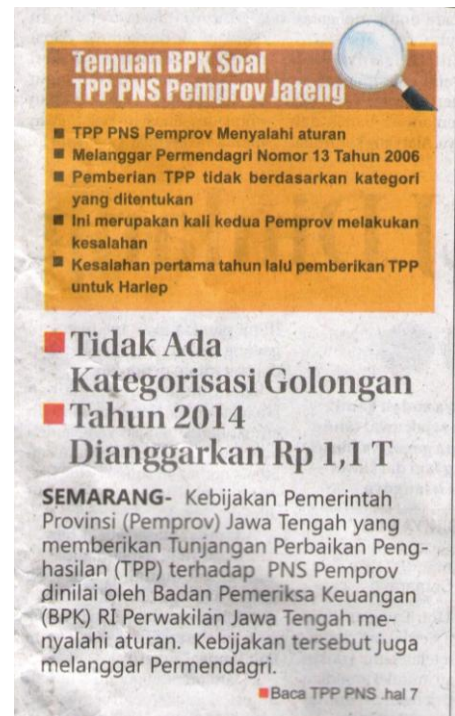 Temuan BPK Soal
TPP PNS Pemprov Jateng
TPP PNS Pemprov Menyalahi aturan
Melanggar Permendagri Nomor 13 Tahun 2006
Pemberian TPP tidak berdasarkan kategori
yang ditentukan
Ini merupakan kali kedua Pemprov melakukan
kesalahan
Kesalahan pertama tahun lalu pemberikan TPP
untuk Harlep
Tidak Ada
Kategorisasi Golongan
Tahun 2014
Dianggarkan Rp 1,1 T
SEMARANG- Kebijakan Pemerintah
Provinsi (Pemprov) Jawa Tengah yang
memberikan Tunjangan Perbaikan Peng-
hasilan (TPP) terhadap PNS Pemprov
dinilai oleh Badan Pemeriksa Keuangan
(BPK) RI Perwakilan Jawa Tengah me-
nyalahi aturan. Kebijakan tersebut juga
melanggar Permendagri.
Baca TPP PNS .hal 7